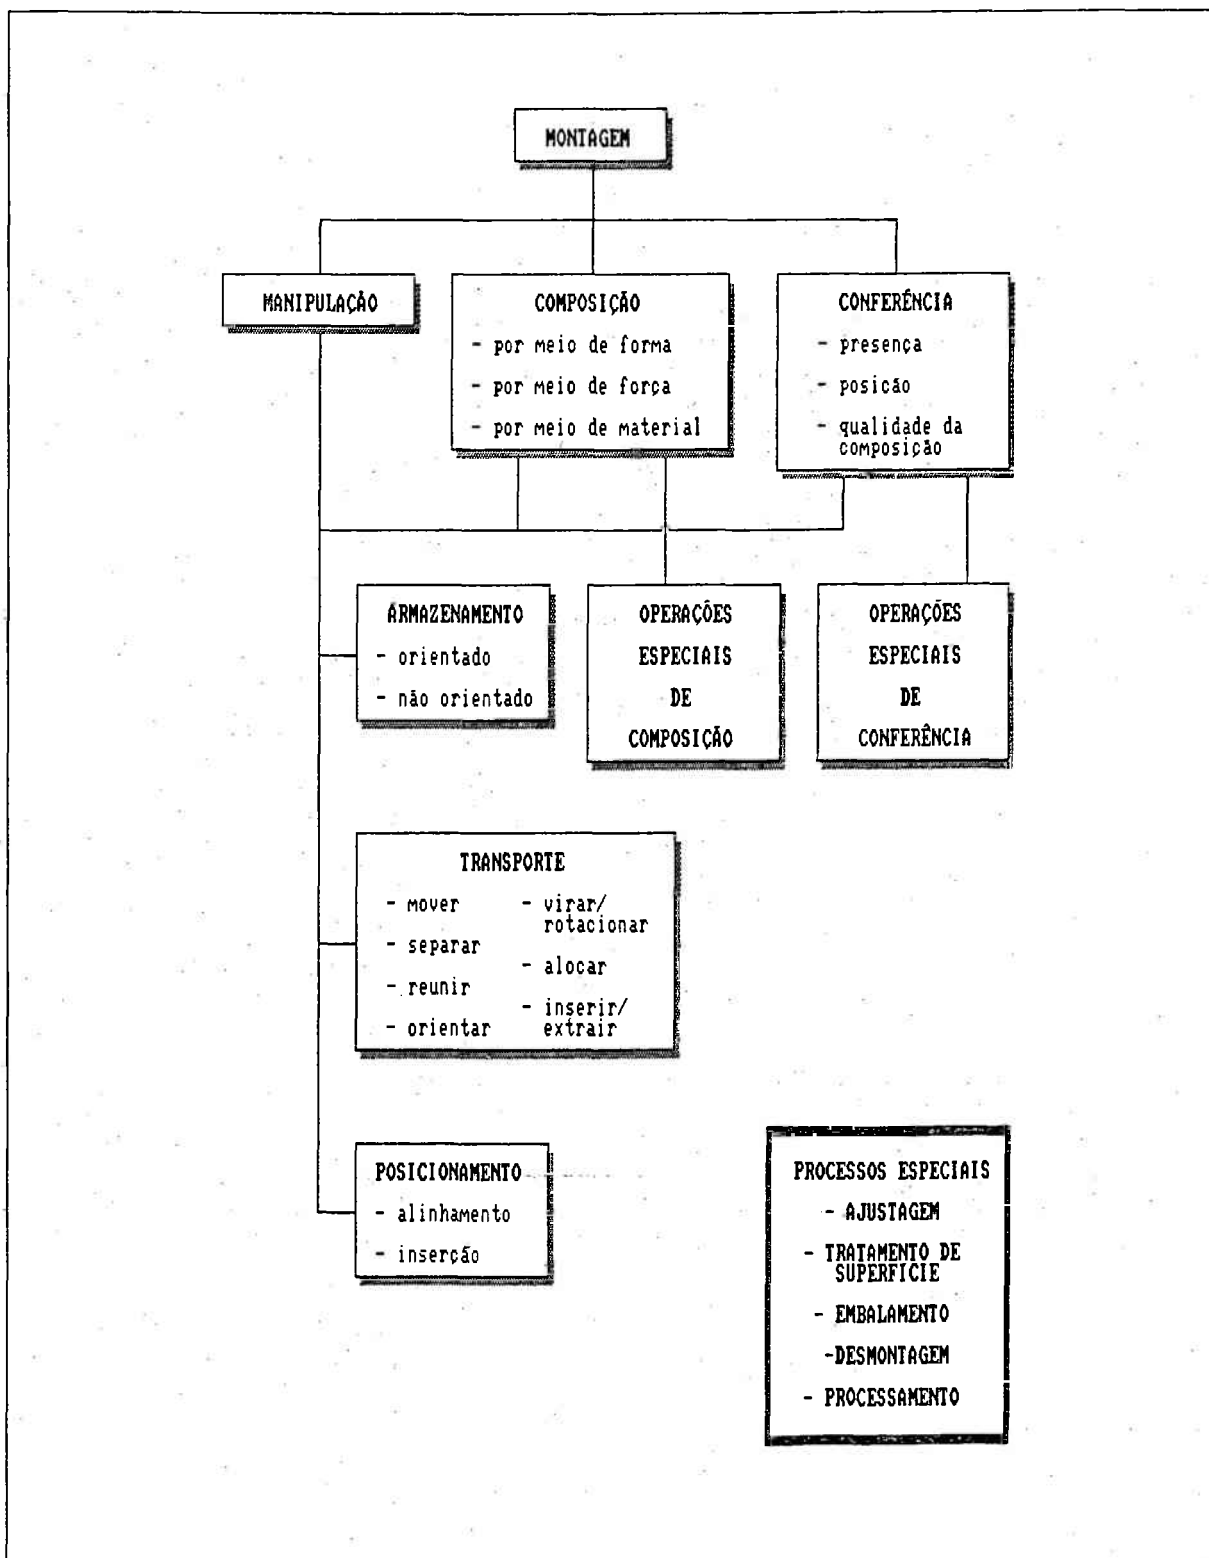 MONTAGEM
MANIPULAÇÃO
COMPOSIÇÃO
- por meio de forma
- por meio de força
- por meio de material
CONFERÉNCIA
- presença
- posição
- qualidade da
composição
ARMAZENAMENTO
- orientado
- não orientado
OPERAÇÕES
ESPECIAIS
DE
COMPOSIÇÃO
OPERAÇÕES
ESPECIAIS
DE
CONFERÊNCIA
TRANSPORTE
- mover
- separar
- reunir
- orientar
- virar/
rotacionar
- alocar
- inserir/
extrair
POSICIONAMENTO
- alinhamento
- inserção
PROCESSOS ESPECIAIS
- AJUSTAGEM
- TRATAMENTO DE
SUPERFICIE
- EMBALAMENTO
-DESMONTAGEM
- PROCESSAMENTO